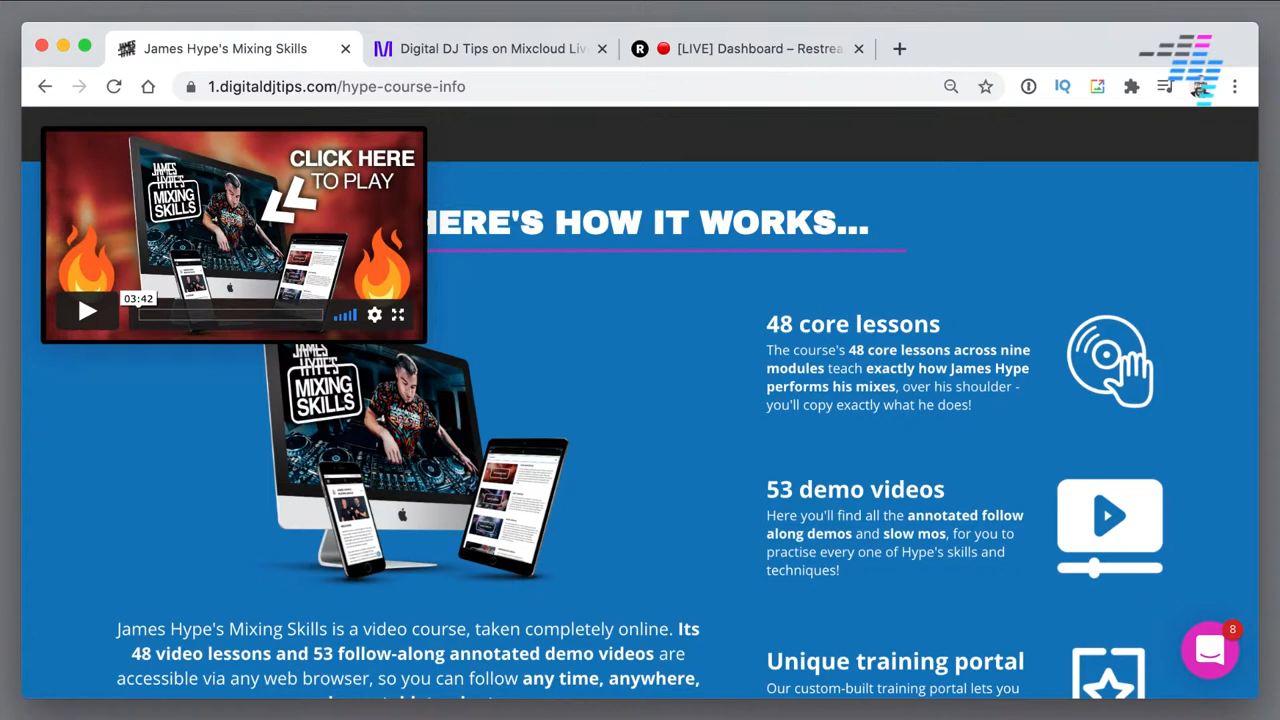 James Hype's Mixing Skills
Digital DJ Tips on Mixcloud Liv
[LIVE] Dashboard – Restrea
1.digitaldjtips.com/hype-course-info
CLICK HERE
TO PLAY
JAMES
HYPE'S
MIXING
SKILLS
03:42
HERE'S HOW IT WORKS...
JAMES
HYPE'S
MIXING
SKILLS
48 core lessons
The course's 48 core lessons across nine
modules teach exactly how James Hype
performs his mixes, over his shoulder -
you'll copy exactly what he does!
53 demo videos
Here you'll find all the annotated follow
along demos and slow mos, for you to
practise every one of Hype's skills and
techniques!
James Hype's Mixing Skills is a video course, taken completely online. Its
48 video lessons and 53 follow-along annotated demo videos are
accessible via any web browser, so you can follow any time, anywhere,
Unique training portal
Our custom-built training portal lets you
8